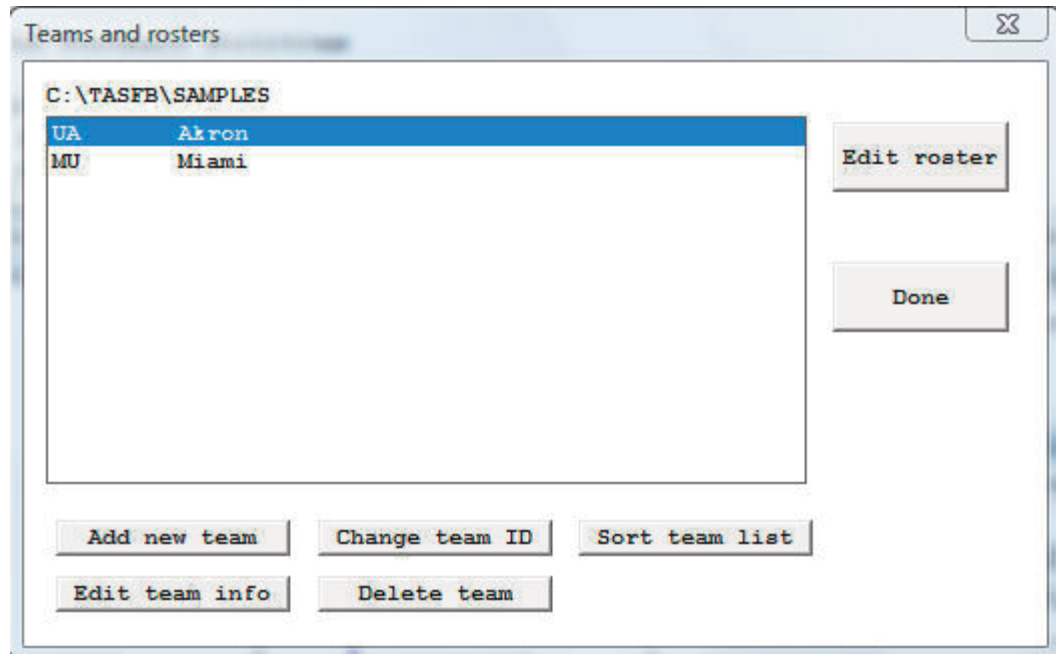 Teams and rosters
C:\TASFB\SAMPLES
UA Akron
MU Miami
Edit roster
Done
Add new team Change team ID Sort team list
Edit team info Delete team